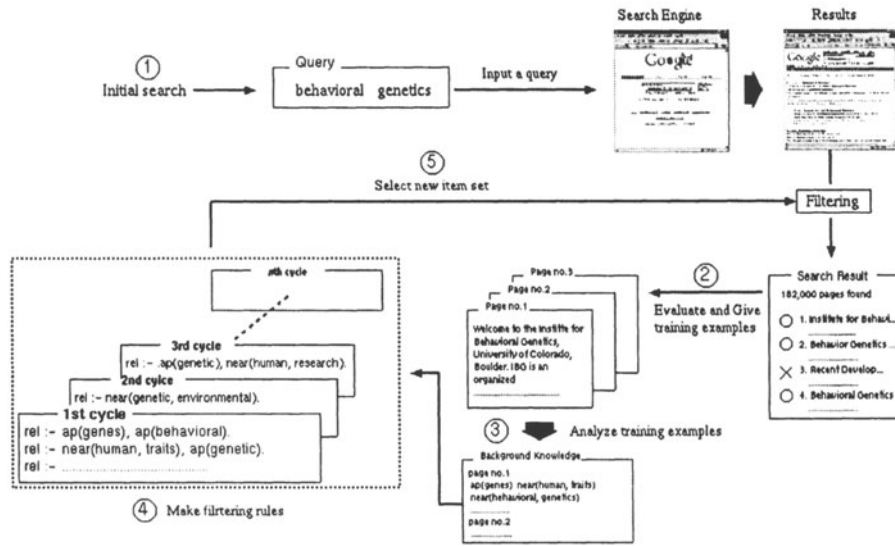 Search Engine
Results
①
Initial search
Query
behavioral genetics
Input a query
Google
Google
⑤
Select new item set
Filtering
nth cycle
3rd cycle
rel :- .ap(genetic), near(human, research).
2nd cylce
rel :- near(genetic, environmental).
1st cycle
rel :- ap(genes), ap(behavioral).
rel :- near(human, traits), ap(genetic).
rel :- ...............................
④ Make filrtering rules
Page no.3
Page no.2
Page no.1
Welcome to the Institte for
Behavioral Genetics,
University of Colorado,
Boulder. IBG is an
organized
②
Evaluate and Give
training examples
Search Result
182,000 pages found
1. Institete for Behavi...
2. Behavior Genetics ...
3. Recent Develop...
4. Behavioral Genetics
③
Analyze training examples
Background Knowledge
page no.1
ap(genes) near(human, traits)
near(behavioral, genetics)
page no.2